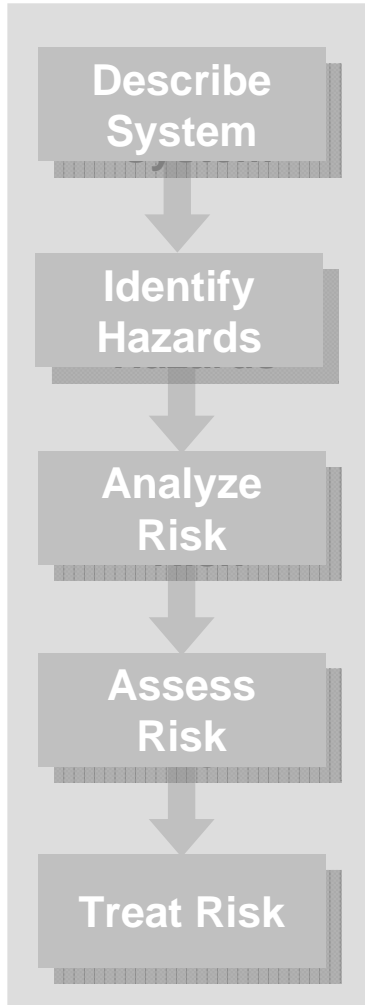 Describe
System
Identify
Hazards
Analyze
Risk
Assess
Risk
Treat Risk